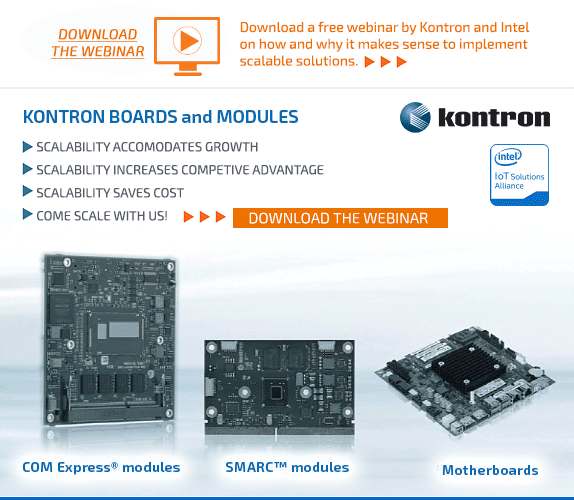 DOWNLOAD
THE WEBINAR
Download a free webinar by Kontron and Intel
on how and why it makes sense to implement
scalable solutions.
KONTRON BOARDS and MODULES
kontron
SCALABILITY ACCOMODATES GROWTH
SCALABILITY INCREASES COMPETIVE ADVANTAGE
SCALABILITY SAVES COST
COME SCALE WITH US!
DOWNLOAD THE WEBINAR
intel
IoT Solutions
Alliance
COM Express® modules
SMARC™ modules
Motherboards